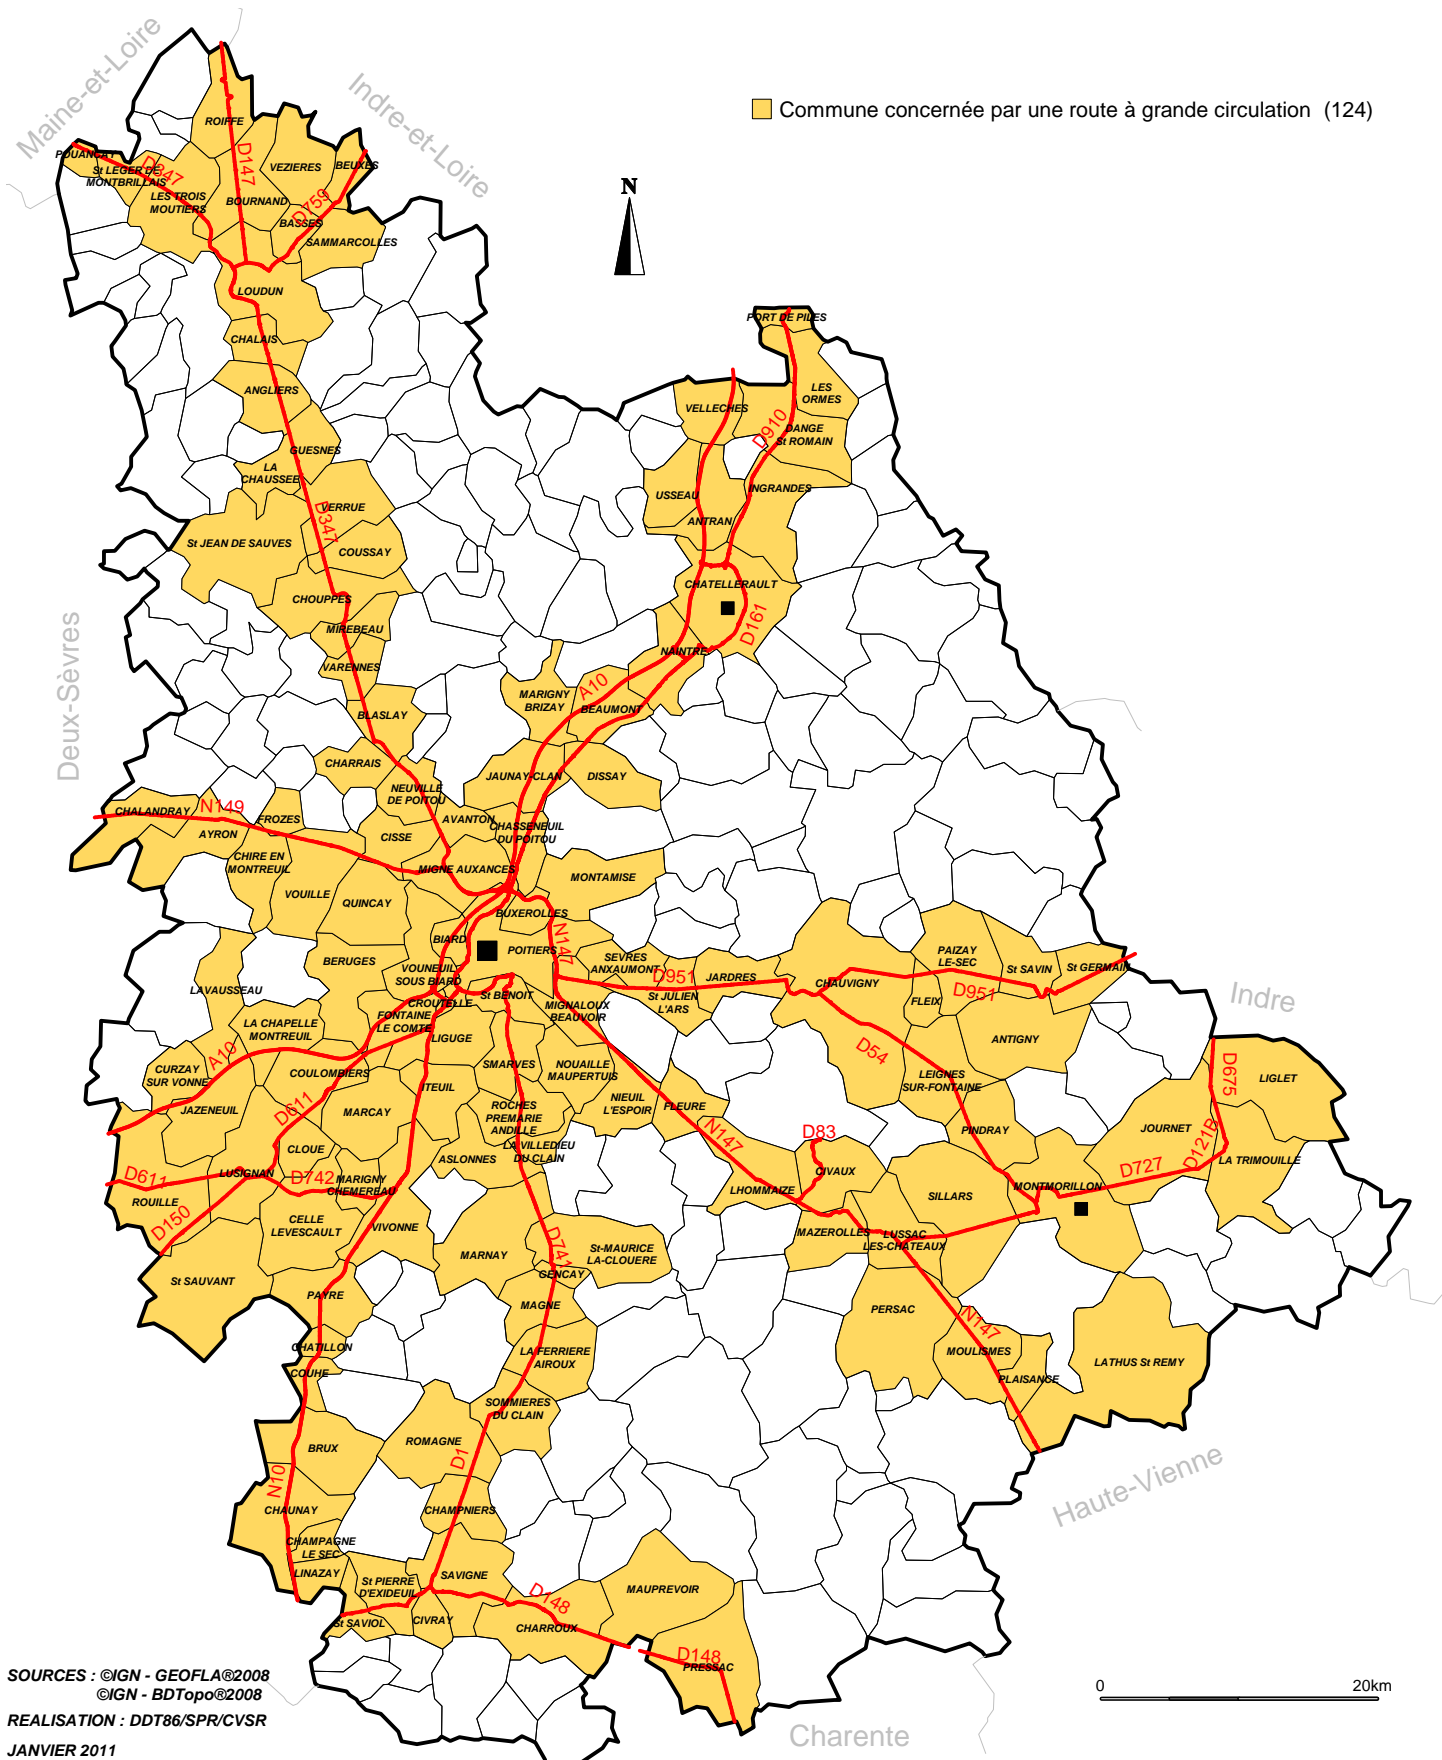 Maine-et-Loire
Indre-et-Loire
Commune concernée par une route à grande circulation (124)
N
ROIFFE
POUANCAY
St LEGER DE
MONTBRILLAIS
D347
D147
VEZIERES
BEUXES
LES TROIS
MOUTIERS
BOURNAND
D759
BASSES
SAMMARCOLLES
LOUDUN
CHALAIS
ANGLIERS
GUESNES
LA
CHAUSSEE
VERRUE
D347
St JEAN DE SAUVES
COUSSAY
CHOUPPES
MIREBEAU
VARENNES
BLASLAY
CHARRAIS
NEUVILLE
DE POITOU
PORT DE PILES
LES
ORMES
VELLECHES
D910
DANGE
St ROMAIN
USSEAU
INGRANDES
ANTRAN
CHATELLERAULT
D161
NAINTRE
A10
MARIGNY
BRIZAY
BEAUMONT
JAUNAY-CLAN
DISSAY
Deux-Sèvres
CHALANDRAY
N149
AYRON
FROZES
CISSE
AVANTON
CHASSENEUIL
DU POITOU
CHIRE EN
MONTREUIL
MIGNE AUXANCES
MONTAMISE
VOUILLE
QUINCAY
BUXEROLLES
BIARD
POITIERS
N147
BERUGES
VOUNEUIL
SOUS BIARD
SEVRES
ANXAUMONT
D951
JARDRES
CHAUVIGNY
PAIZAY
LE-SEC
St SAVIN
St GERMAIN
LAVAUSSEAU
CROUTELLE
St BENOIT
MIGNALOUX
BEAUVOIR
St JULIEN
L'ARS
FLEIX
D951
Indre
FONTAINE
LE COMTE
LA CHAPELLE
MONTREUIL
LIGUGE
ANTIGNY
D54
A10
CURZAY
SUR VONNE
COULOMBIERS
SMARVES
NOUAILLE
MAUPERTUIS
LEIGNES
SUR-FONTAINE
D675
LIGLET
JAZENEUIL
D611
MARCAY
ITEUIL
ROCHES
PREMARIE
ANDILLE
NIEUIL
L'ESPOIR
FLEURE
PINDRAY
JOURNET
D121B
CLOUE
LA VILLEDIEU
DU CLAIN
N147
D83
CIVAUX
LA TRIMOUILLE
ASLONNES
D611
LUSIGNAN
D742
MARIGNY
CHEMEREAU
D727
ROUILLE
LHOMMAIZE
SILLARS
MONTMORILLON
D150
CELLE
LEVESCAULT
VIVONNE
MAZEROLLES
LUSSAC
LES-CHATEAUX
MARNAY
D741
St-MAURICE
LA-CLOUERE
St SAUVANT
GENCAY
PAYRE
MAGNE
PERSAC
N147
CHATILLON
LA FERRIERE
AIROUX
MOULISMES
LATHUS St REMY
COUHE
PLAISANCE
SOMMIERES
DU CLAIN
BRUX
ROMAGNE
D1
N10
Haute-Vienne
CHAUNAY
CHAMPNIERS
CHAMPAGNE
LE SEC
LINAZAY
St PIERRE
D'EXIDEUIL
SAVIGNE
MAUPREVOIR
D148
St SAVIOL
CIVRAY
CHARROUX
D148
PRESSAC
SOURCES : ©IGN - GEOFLA®2008
©IGN - BDTopo®2008
REALISATION : DDT86/SPR/CVSR
JANVIER 2011
0 20km
Charente